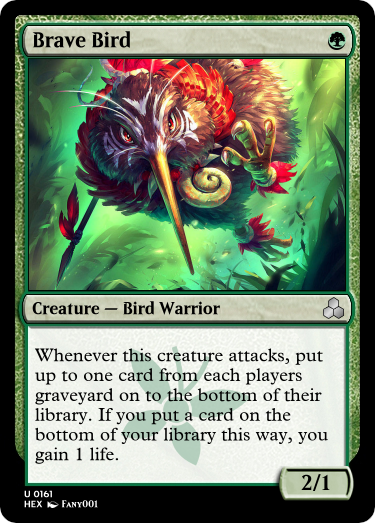 Brave Bird
Creature — Bird Warrior
Whenever this creature attacks, put
up to one card from each players
graveyard on to the bottom of their
library. If you put a card on the
bottom of your library this way, you
gain 1 life.
2/1
U 0161
HEX Fany001